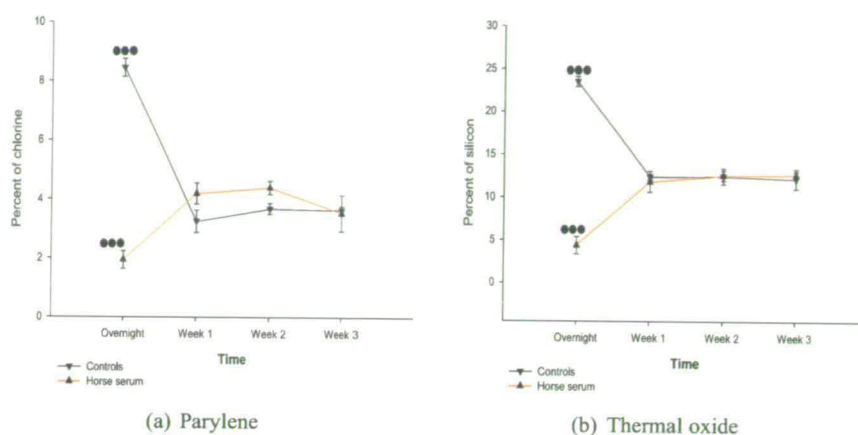 10
8
6
4
2
0
Percent of chlorine
Overnight
Week 1
Week 2
Week 3
Time
Controls
Horse serum
(a) Parylene
30
25
20
15
10
5
0
Percent of silicon
Overnight
Week 1
Week 2
Week 3
Time
Controls
Horse serum
(b) Thermal oxide